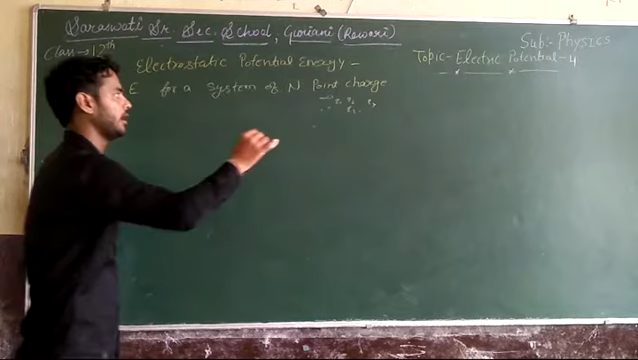 Saraswati Sr. Sec. School, Guriani (Rewari)
Class → 12th
Sub:- Physics
Topic- Electric Potential-4
Electrostatic Potential Energy -
E for a System of N Point charge